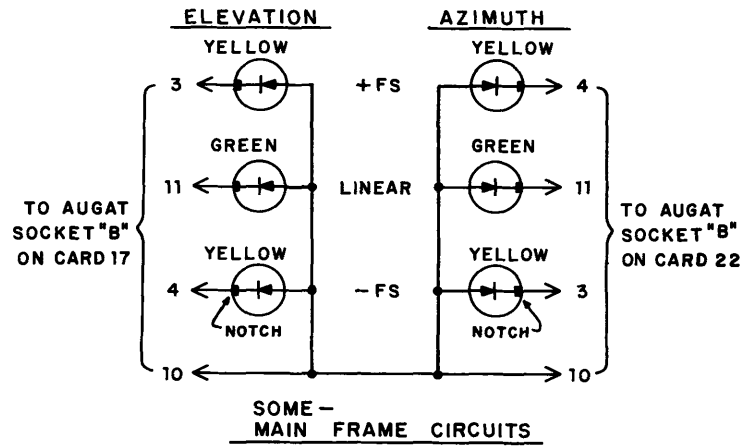 ELEVATION AZIMUTH
YELLOW YELLOW
3 +FS 4
GREEN GREEN
11 LINEAR 11
TO AUGAT
SOCKET "B"
ON CARD 17
TO AUGAT
SOCKET "B"
ON CARD 22
YELLOW YELLOW
4 -FS 3
NOTCH NOTCH
10 10
SOME-
MAIN FRAME CIRCUITS